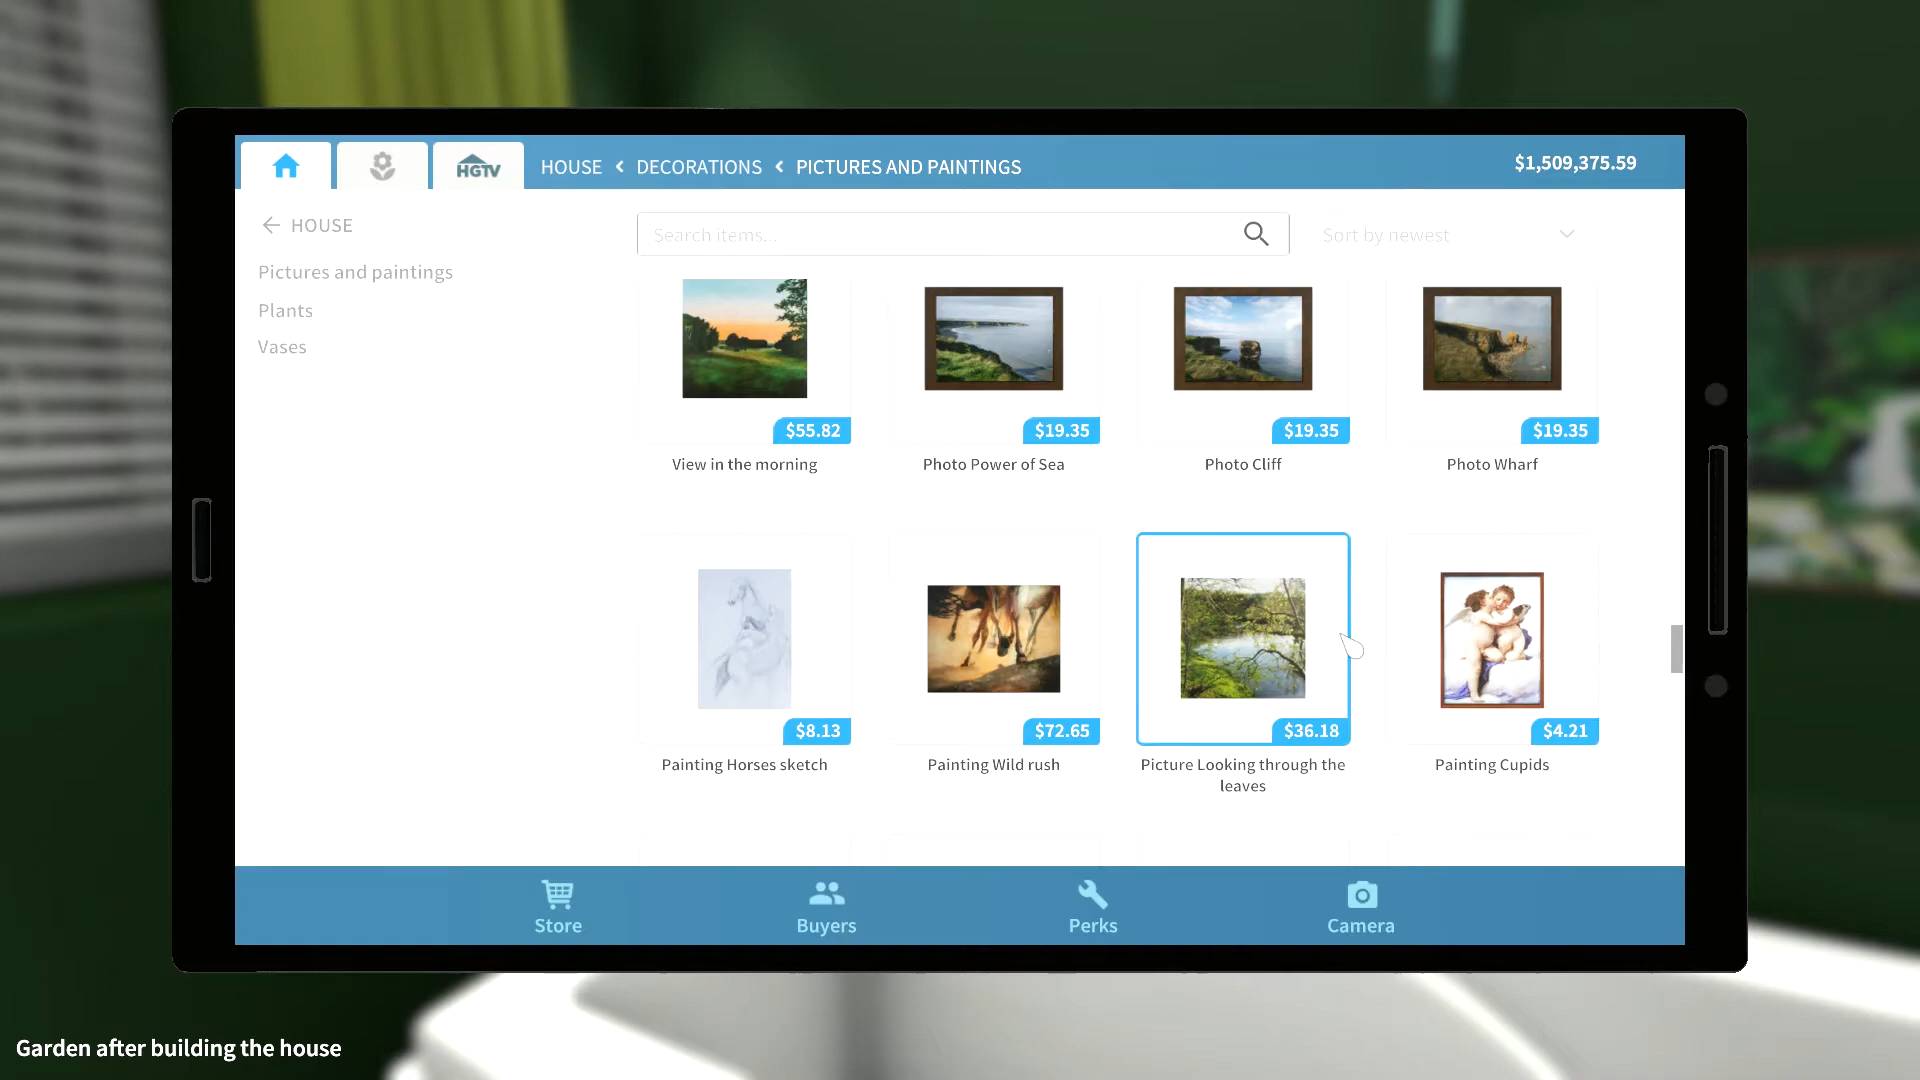 HGTV
HOUSE < DECORATIONS < PICTURES AND PAINTINGS
$1,509,375.59
← HOUSE
Search items...
Sort by newest
Pictures and paintings
Plants
Vases
$55.82
$19.35
$19.35
$19.35
View in the morning
Photo Power of Sea
Photo Cliff
Photo Wharf
$8.13
$72.65
$36.18
$4.21
Painting Horses sketch
Painting Wild rush
Picture Looking through the
leaves
Painting Cupids
Store
Buyers
Perks
Camera
Garden after building the house